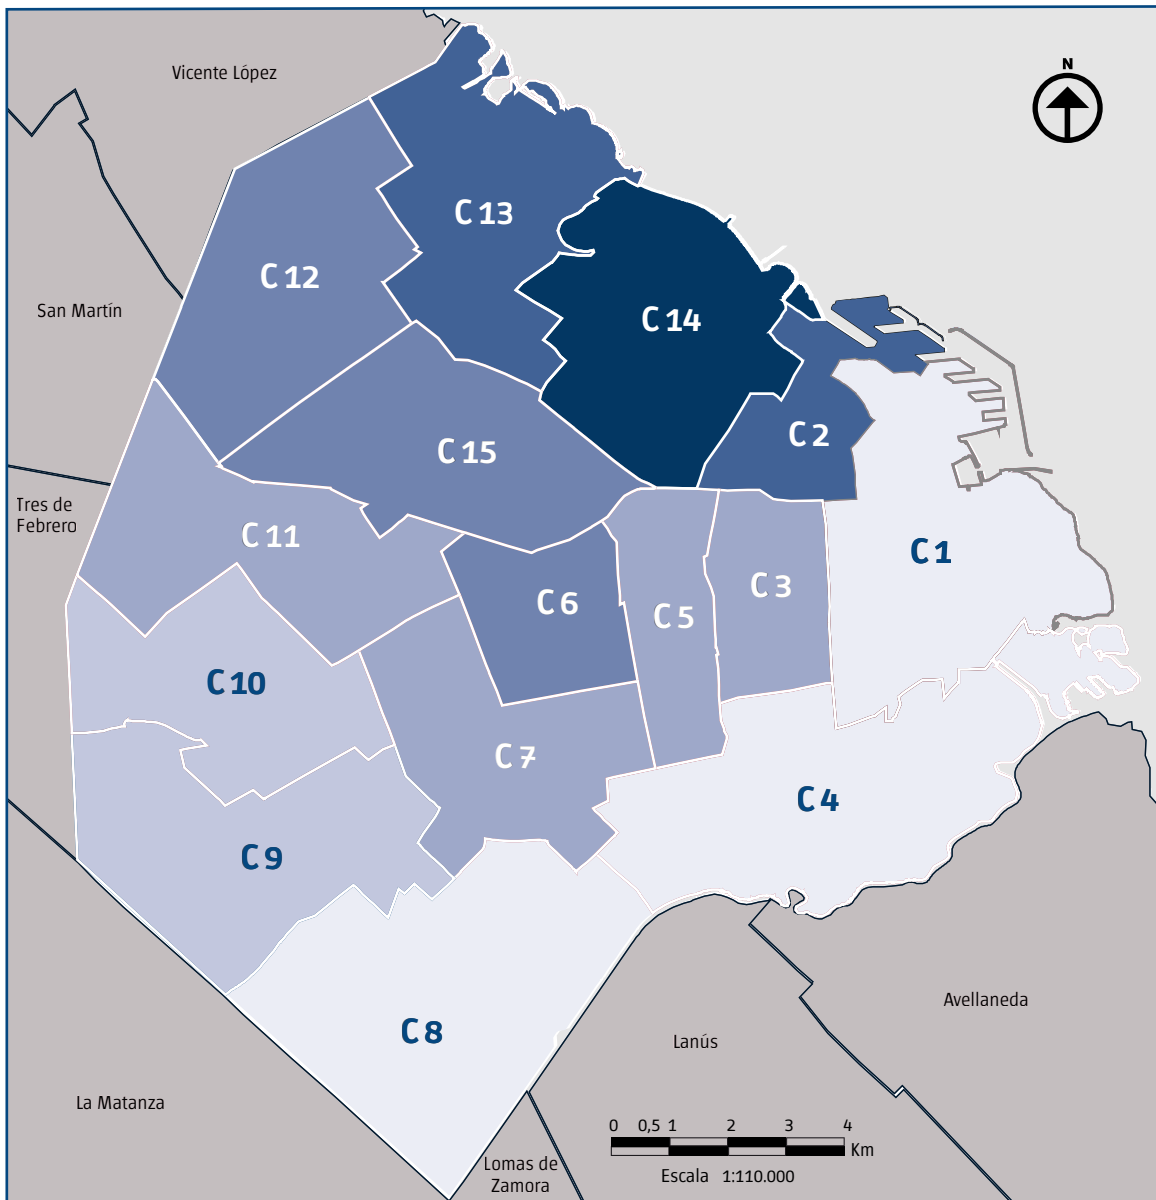 Vicente López
N
C 13
C 12
San Martín
C 14
C 2
C 15
Tres de
Febrero
C 11
C 1
C 3
C 6
C 5
C 10
C 7
C 4
C 9
Avellaneda
C 8
Lanús
La Matanza
0 0,5 1 2 3 4
Km
Escala 1:110.000
Lomas de
Zamora